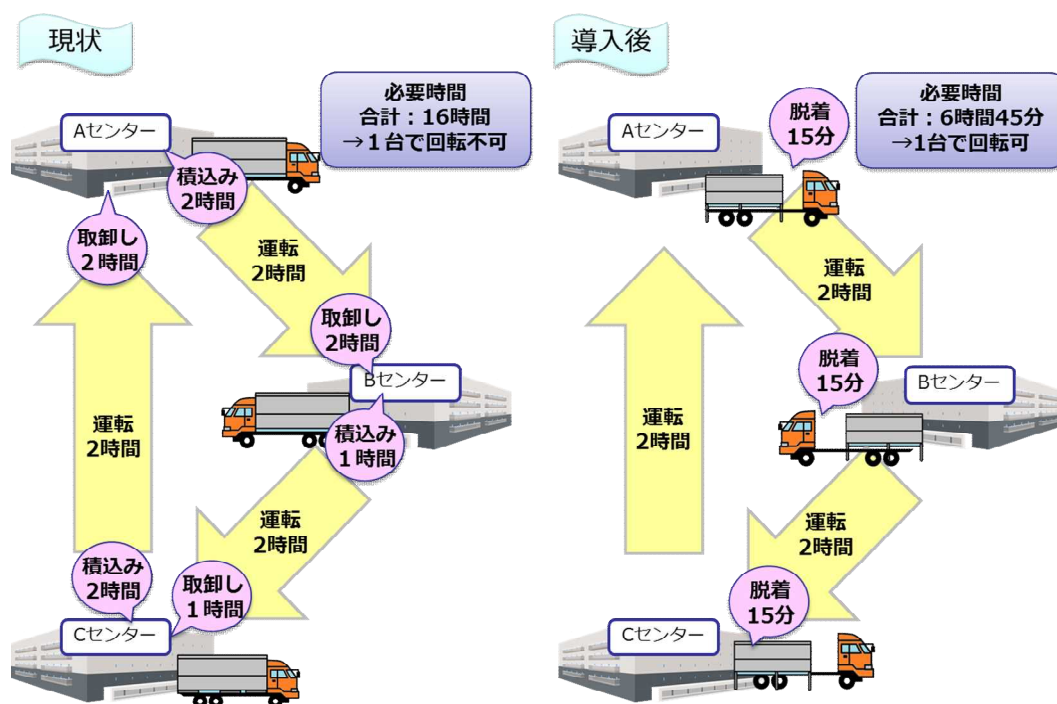 現状
必要時間
合計：16時間
→１台で回転不可
Aセンター
積込み
2時間
取卸し
２時間
運転
2時間
取卸し
2時間
Bセンター
積込み
１時間
運転
2時間
運転
2時間
積込み
2時間
取卸し
１時間
Cセンター
導入後
必要時間
合計：6時間45分
→1台で回転可
Aセンター
脱着
15分
運転
2時間
脱着
15分
Bセンター
運転
2時間
運転
2時間
脱着
15分
Cセンター